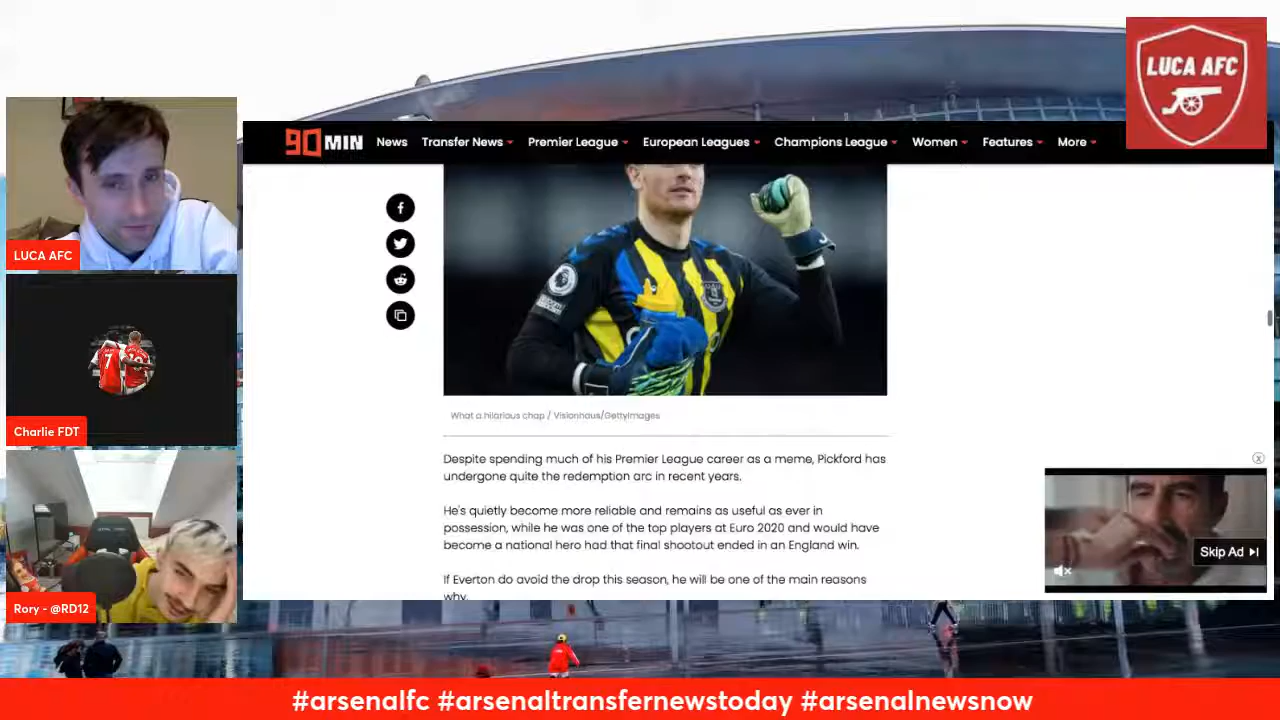 LUCA AFC
90MIN News Transfer News Premier League European Leagues Champions League Women Features More
LUCA AFC
Charlie FDT
Rory - @RD12
What a hilarious chap / Visionhaus/GettyImages
Despite spending much of his Premier League career as a meme, Pickford has
undergone quite the redemption arc in recent years.
He's quietly become more reliable and remains as useful as ever in
possession, while he was one of the top players at Euro 2020 and would have
become a national hero had that final shootout ended in an England win.
If Everton do avoid the drop this season, he will be one of the main reasons
why.
Skip Ad
#arsenalfc #arsenaltransfernewstoday #arsenalnewsnow